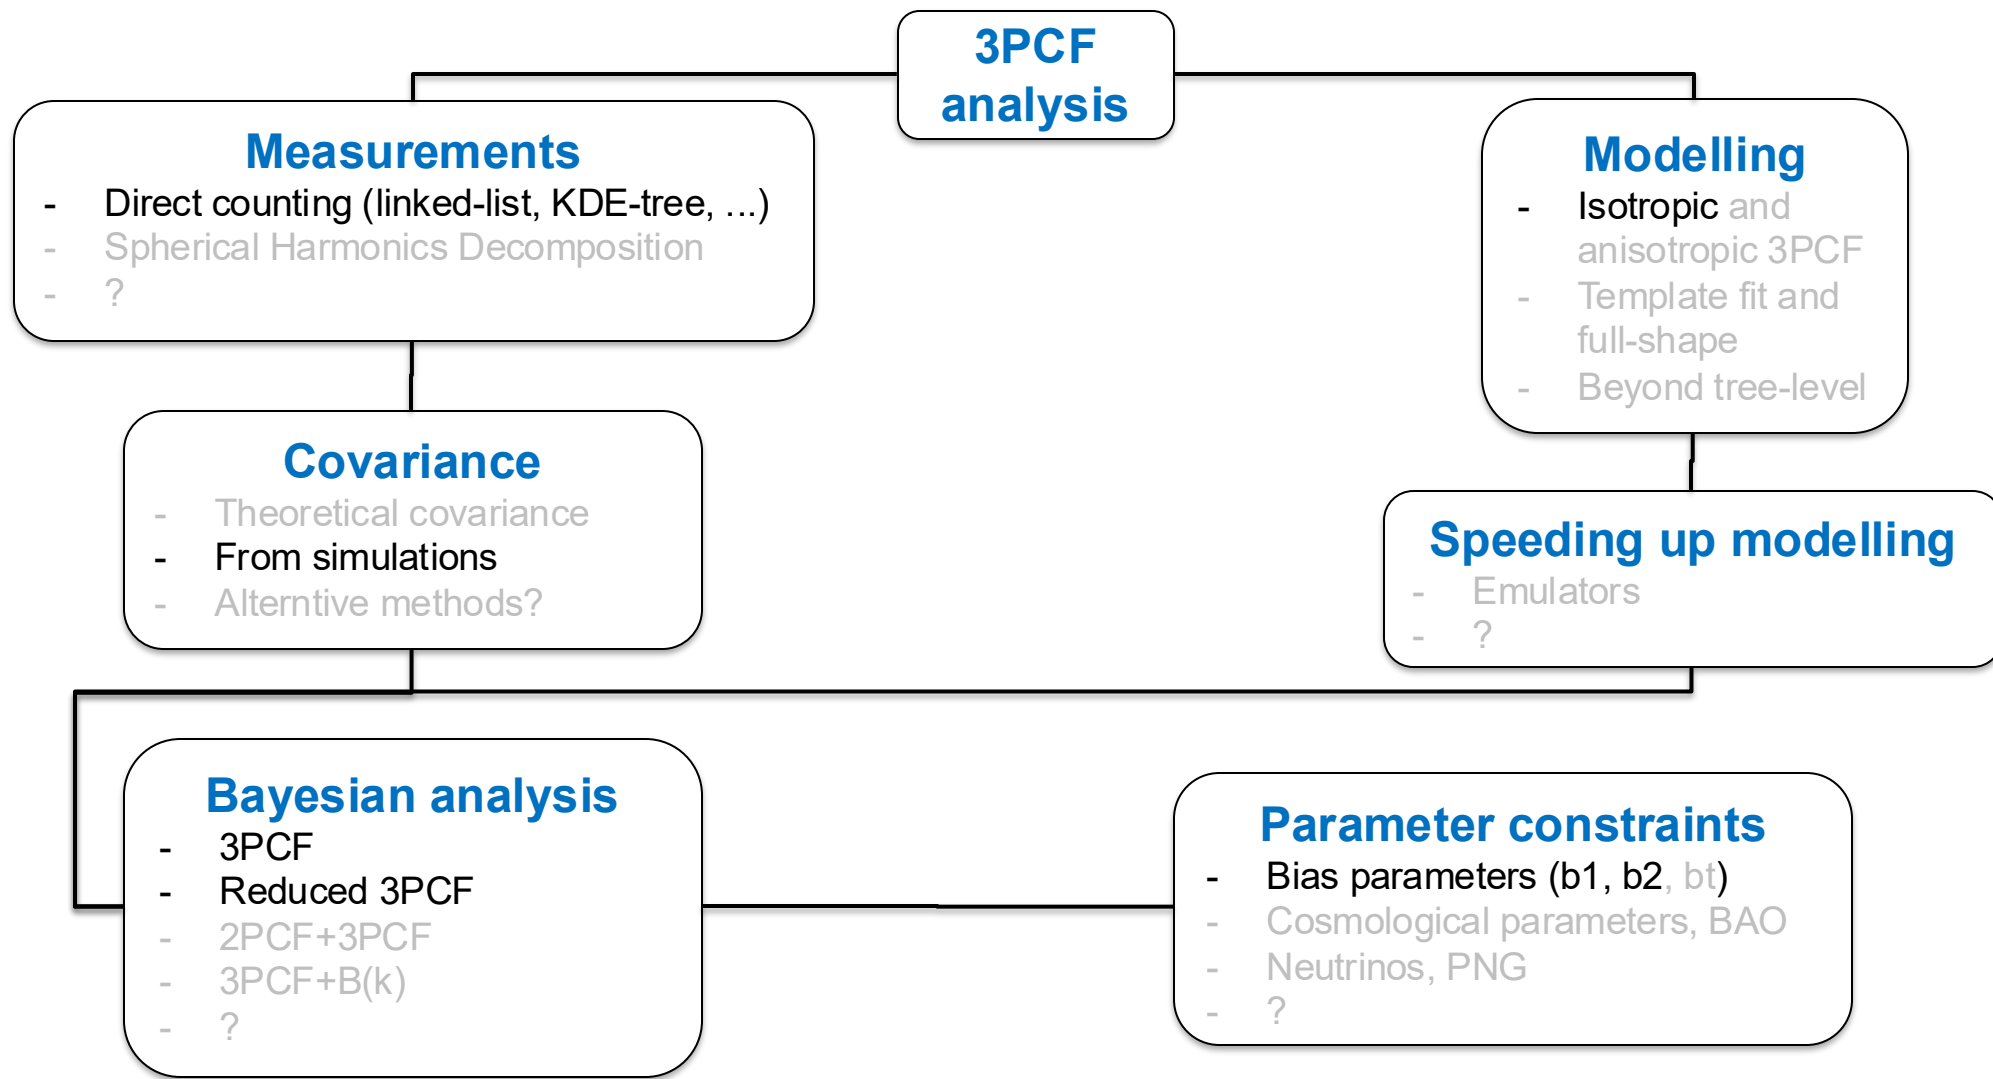 3PCF
analysis
Measurements
- Direct counting (linked-list, KDE-tree, ...)
- Spherical Harmonics Decomposition
- ?
Modelling
- Isotropic and
anisotropic 3PCF
- Template fit and
full-shape
- Beyond tree-level
Covariance
- Theoretical covariance
- From simulations
- Alterntive methods?
Speeding up modelling
- Emulators
- ?
Bayesian analysis
- 3PCF
- Reduced 3PCF
- 2PCF+3PCF
- 3PCF+B(k)
- ?
Parameter constraints
- Bias parameters (b1, b2, bt)
- Cosmological parameters, BAO
- Neutrinos, PNG
- ?